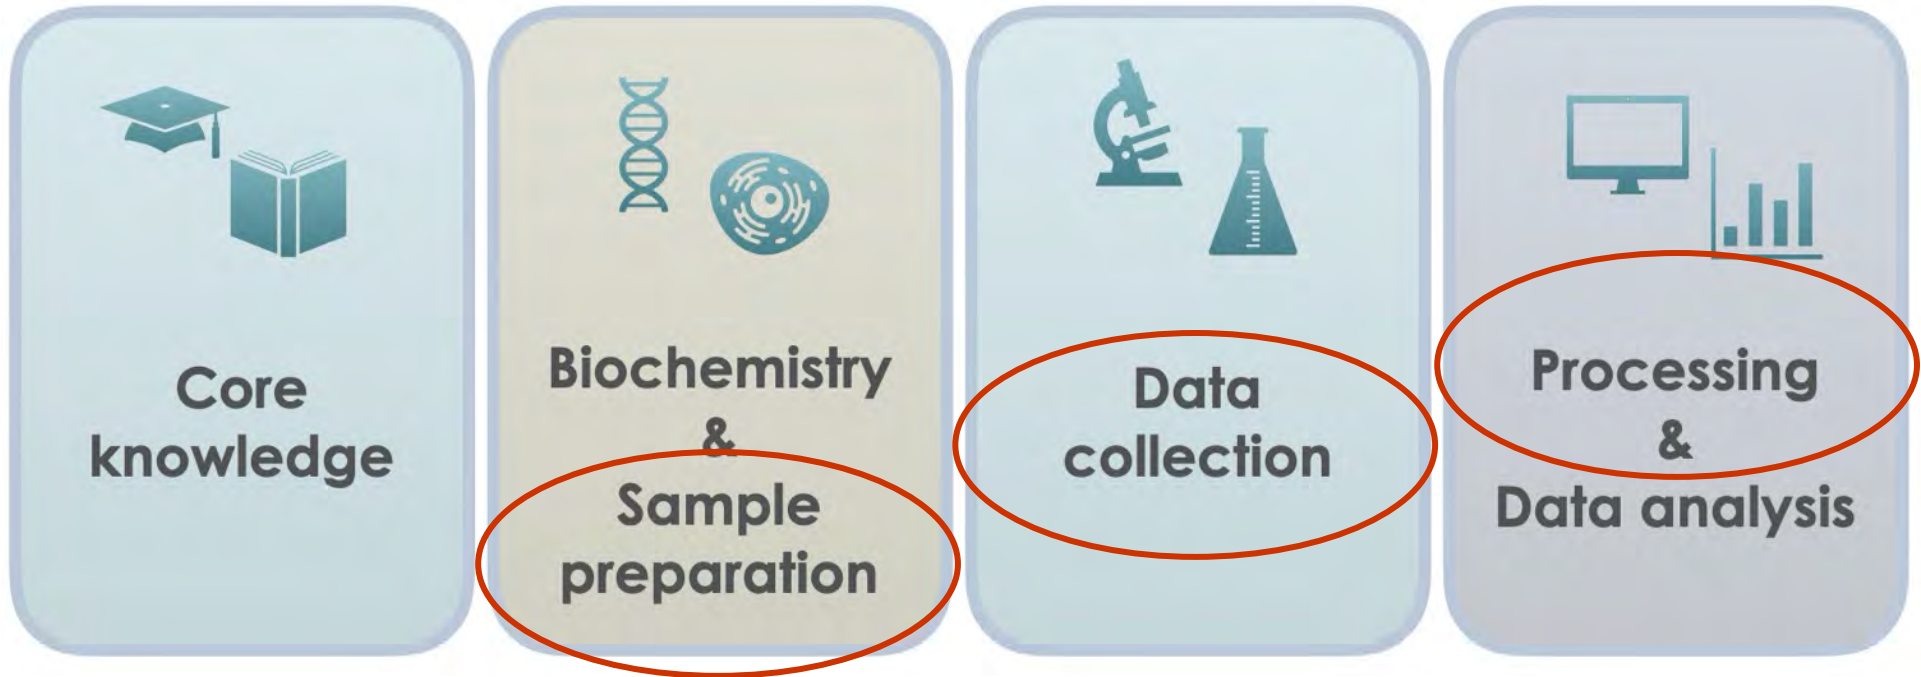 Core
knowledge
Biochemistry
&
Sample
preparation
Data
collection
Processing
&
Data analysis